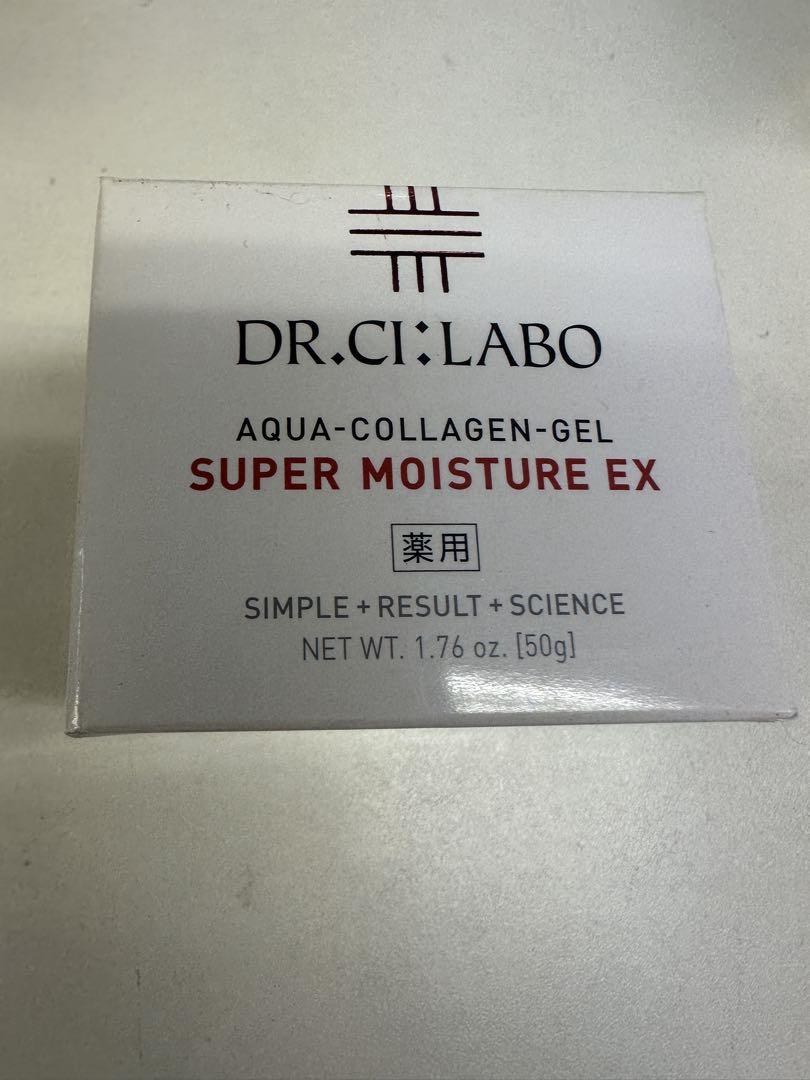 DR.CI:LABO
AQUA-COLLAGEN-GEL
SUPER MOISTURE EX
薬用
SIMPLE + RESULT + SCIENCE
NET WT. 1.76 oz. [50g]